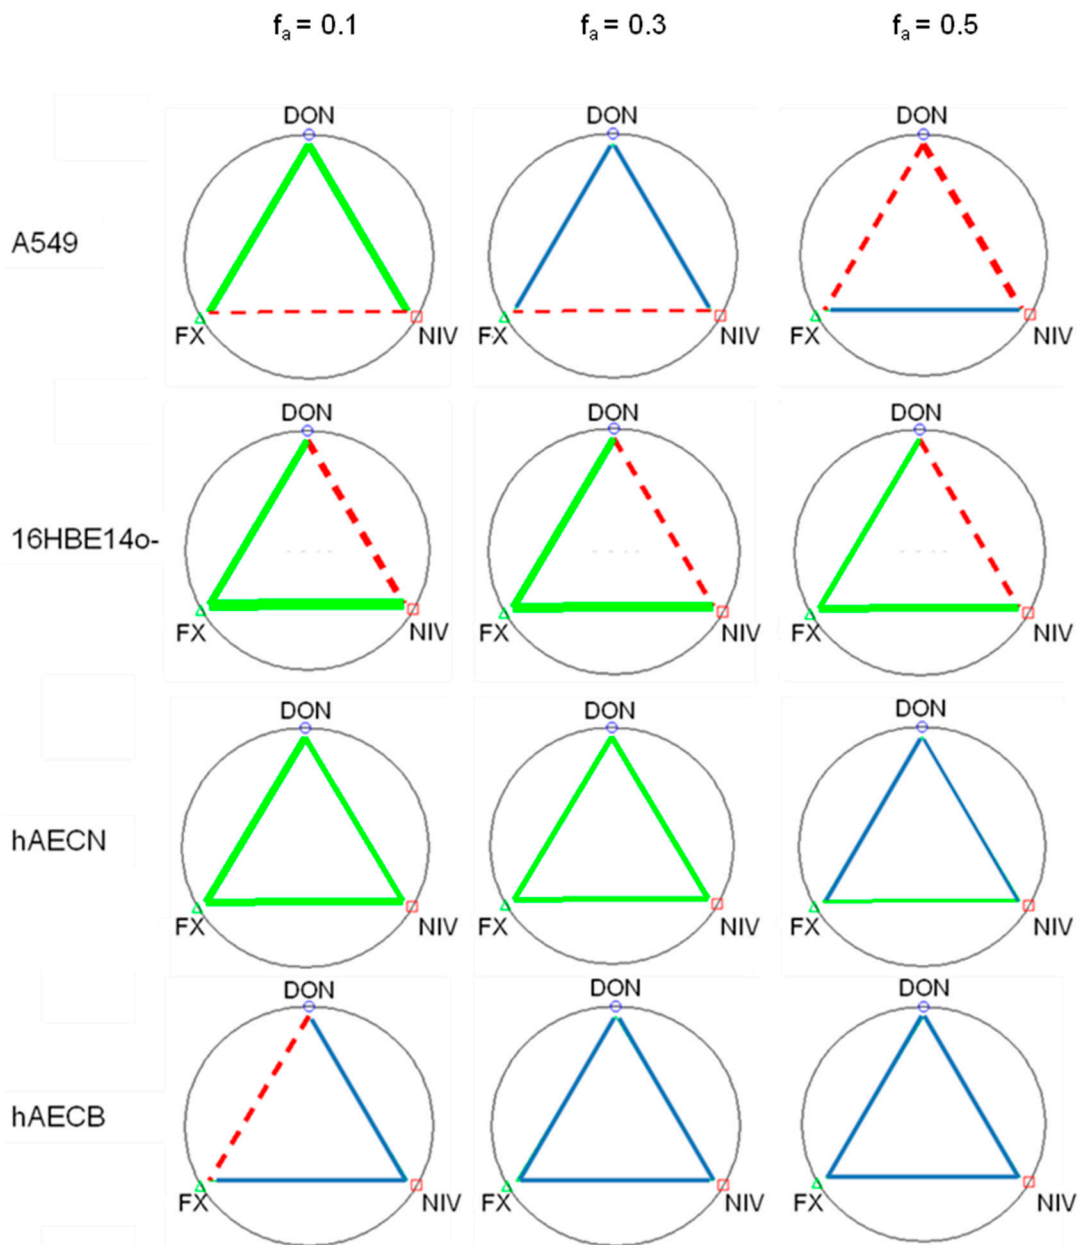 fa = 0.1 fa = 0.3 fa = 0.5
DON DON DON
A549
FX NIV FX NIV FX NIV
DON DON DON
16HBE14o-
FX NIV FX NIV FX NIV
DON DON DON
hAECN
FX NIV FX NIV FX NIV
DON DON DON
hAECB
FX NIV FX NIV FX NIV